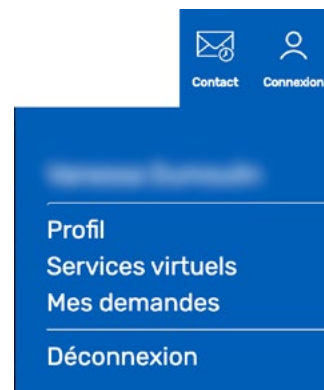 Contact
Connexion
Profil
Services virtuels
Mes demandes
Déconnexion